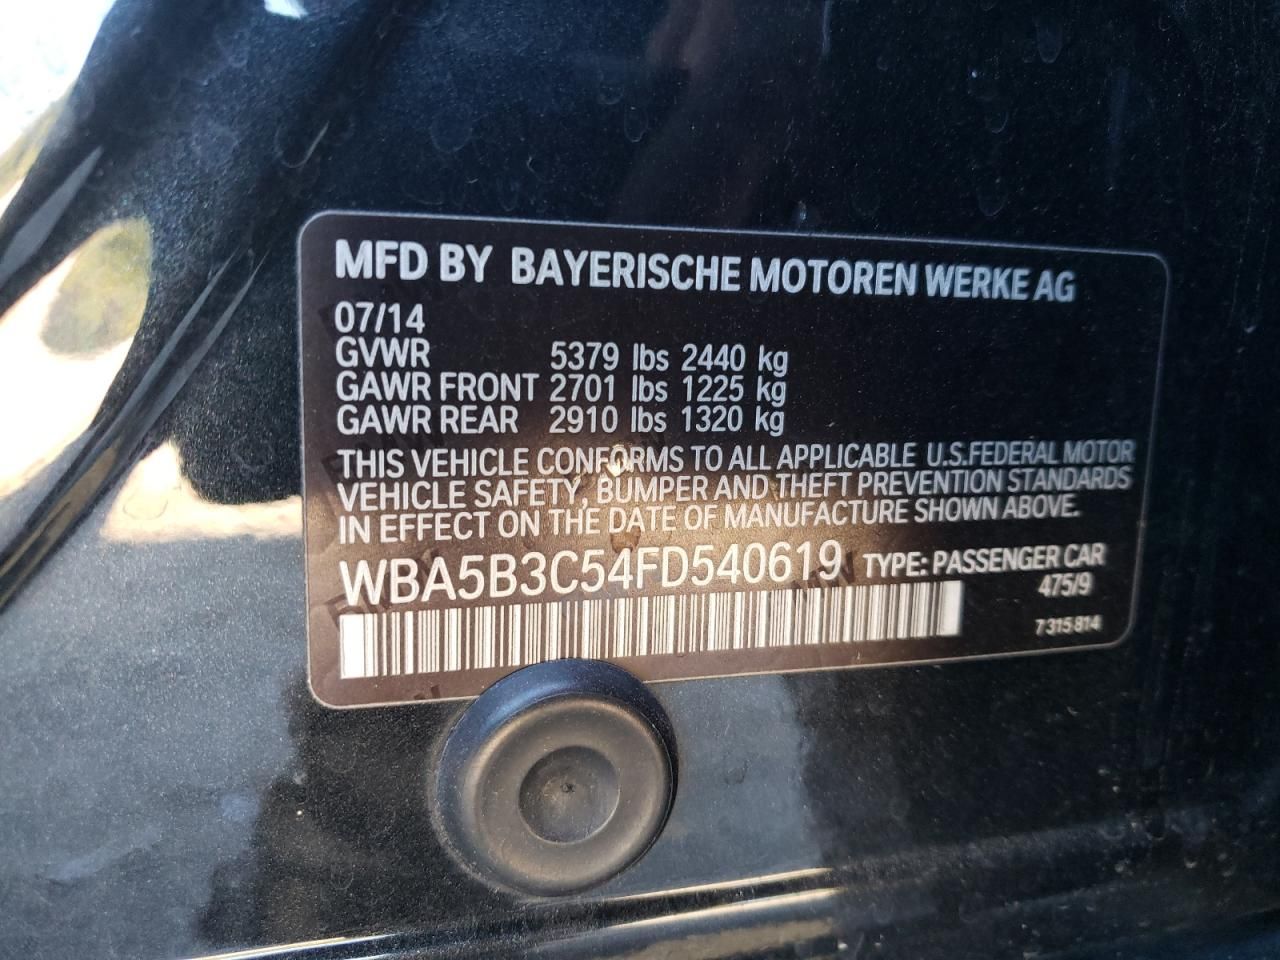 MFD BY BAYERISCHE MOTOREN WERKE AG
07/14
GVWR 5379 lbs 2440 kg
GAWR FRONT 2701 lbs 1225 kg
GAWR REAR 2910 lbs 1320 kg
THIS VEHICLE CONFORMS TO ALL APPLICABLE U.S.FEDERAL MOTOR
VEHICLE SAFETY, BUMPER AND THEFT PREVENTION STANDARDS
IN EFFECT ON THE DATE OF MANUFACTURE SHOWN ABOVE.
WBA5B3C54FD540619 TYPE: PASSENGER CAR
475/9
7 315 814